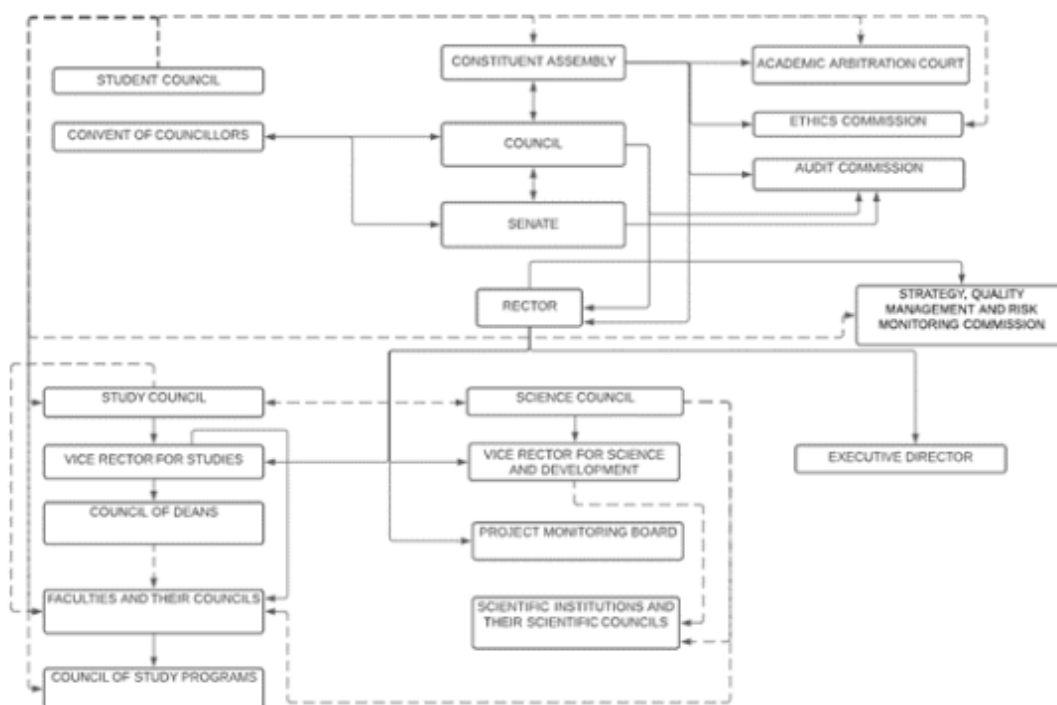 STUDENT COUNCIL
CONSTITUENT ASSEMBLY
ACADEMIC ARBITRATION COURT
CONVENT OF COUNCILLORS
COUNCIL
ETHICS COMMISSION
AUDIT COMMISSION
SENATE
RECTOR
STRATEGY, QUALITY
MANAGEMENT AND RISK
MONITORING COMMISSION
STUDY COUNCIL
SCIENCE COUNCIL
VICE RECTOR FOR STUDIES
VICE RECTOR FOR SCIENCE
AND DEVELOPMENT
EXECUTIVE DIRECTOR
COUNCIL OF DEANS
PROJECT MONITORING BOARD
FACULTIES AND THEIR COUNCILS
SCIENTIFIC INSTITUTIONS AND
THEIR SCIENTIFIC COUNCILS
COUNCIL OF STUDY PROGRAMS